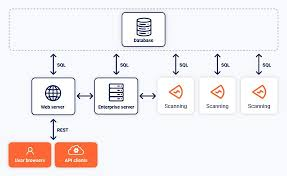 Database
SQL SQL SQL SQL SQL
Web server Enterprise server Scanning Scanning Scanning
REST
User browsers API clients